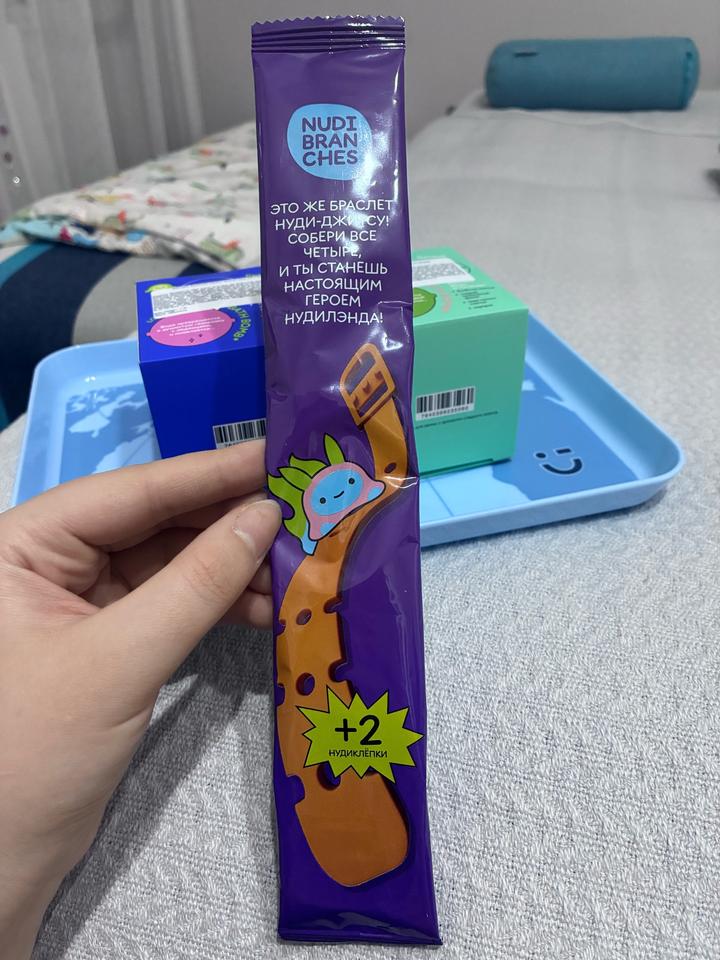 NUDI
BRAN
CHES
ЭТО ЖЕ БРАСЛЕТ
НУДИ-ДЖИТСУ!
СОБЕРИ ВСЕ
ЧЕТЫРЕ,
И ТЫ СТАНЕШЬ
НАСТОЯЩИМ
ГЕРОЕМ
НУДИЛЭНДА!
+2
НУДИКЛЁПКИ